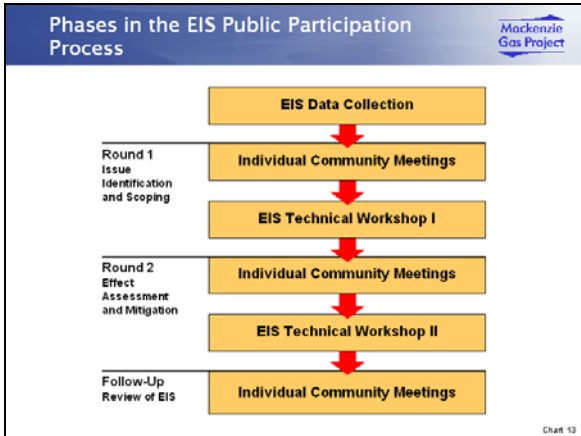 Phases in the EIS Public Participation
Process
Mackenzie
Gas Project
EIS Data Collection
Round 1
Issue
Identification
and Scoping
Individual Community Meetings
EIS Technical Workshop I
Round 2
Effect
Assessment
and Mitigation
Individual Community Meetings
EIS Technical Workshop II
Follow-Up
Review of EIS
Individual Community Meetings
Chart 13